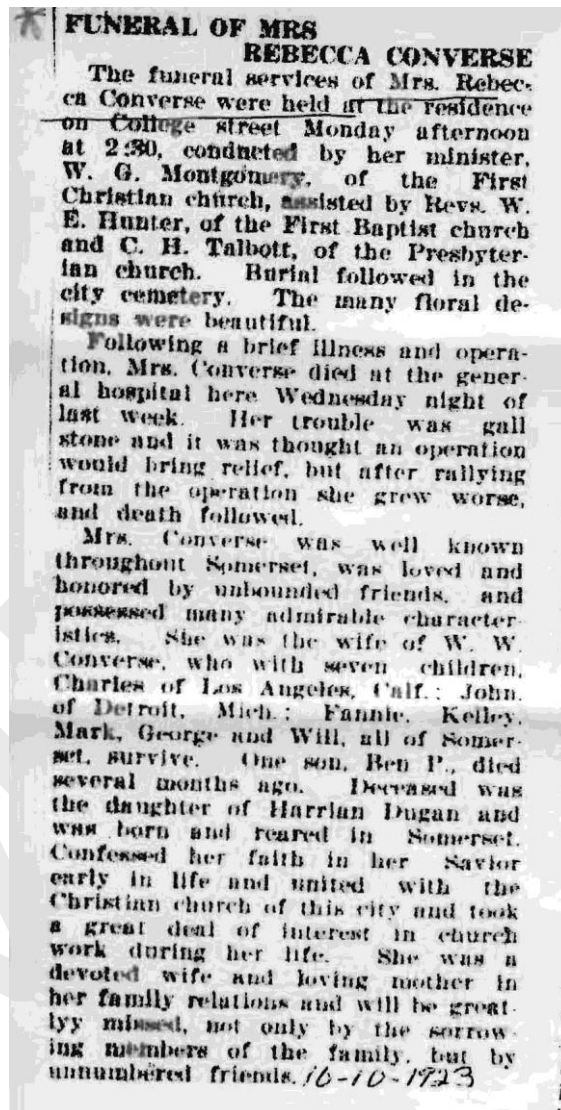 FUNERAL OF MRS
REBECCA CONVERSE
The funeral services of Mrs. Rebec-
ca Converse were held at the residence
on College street Monday afternoon
at 2:30, conducted by her minister,
W. G. Montgomery, of the First
Christian church, assisted by Revs. W.
E. Hunter, of the First Baptist church
and C. H. Talbott, of the Presbyter-
ian church. Burial followed in the
city cemetery. The many floral de-
signs were beautiful.
Following a brief illness and opera-
tion, Mrs. Converse died at the gener-
al hospital here Wednesday night of
last week. Her trouble was gall
stone and it was thought an operation
would bring relief, but after rallying
from the operation she grew worse,
and death followed.
Mrs. Converse was well known
throughout Somerset, was loved and
honored by unbounded friends, and
possessed many admirable character-
istics. She was the wife of W. W.
Converse, who with seven children,
Charles of Los Angeles, Calf.; John,
of Detroit, Mich.; Fannie, Kelley,
Mark, George and Will, all of Somer-
set, survive. One son, Ben P., died
several months ago. Deceased was
the daughter of Harrian Dugan and
was born and reared in Somerset.
Confessed her faith in her Savior
early in life and united with the
Christian church of this city and took
a great deal of interest in church
work during her life. She was a
devoted wife and loving mother in
her family relations and will be great-
lyy missed, not only by the sorrow-
ing members of the family, but by
unnumbered friends. 16-10-1923